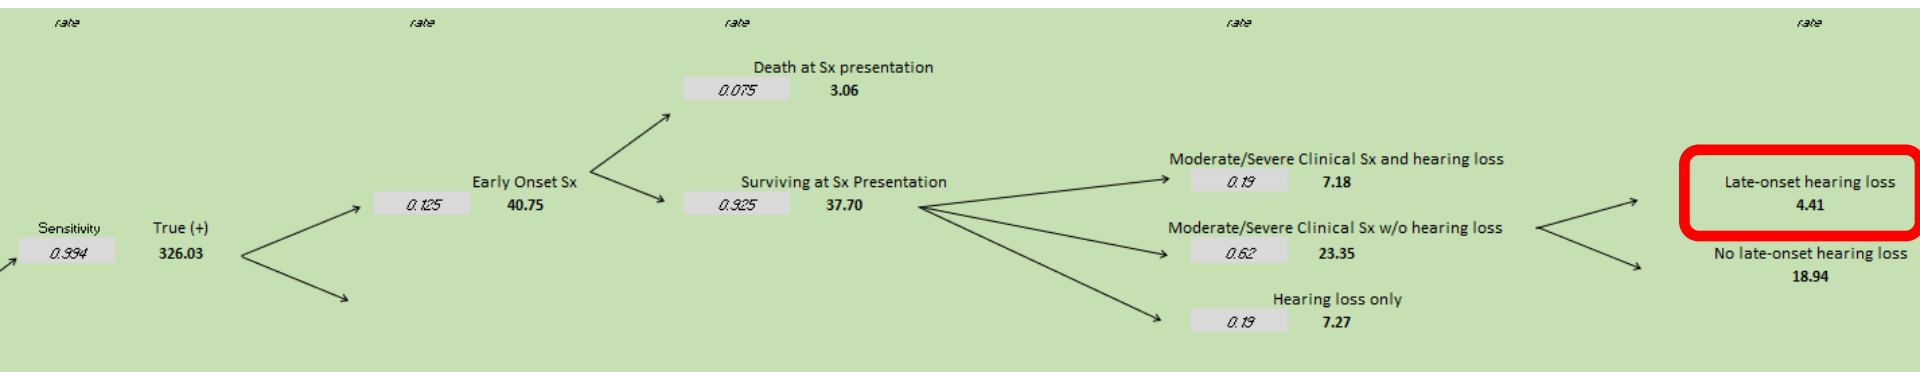 rate rate rate rate rate
Death at Sx presentation
0.075 3.06
Moderate/Severe Clinical Sx and hearing loss
0.19 7.18
Early Onset Sx
0.125 40.75
Surviving at Sx Presentation
0.925 37.70
Late-onset hearing loss
4.41
Sensitivity True (+)
0.994 326.03
Moderate/Severe Clinical Sx w/o hearing loss
0.62 23.35
No late-onset hearing loss
18.94
Hearing loss only
0.19 7.27